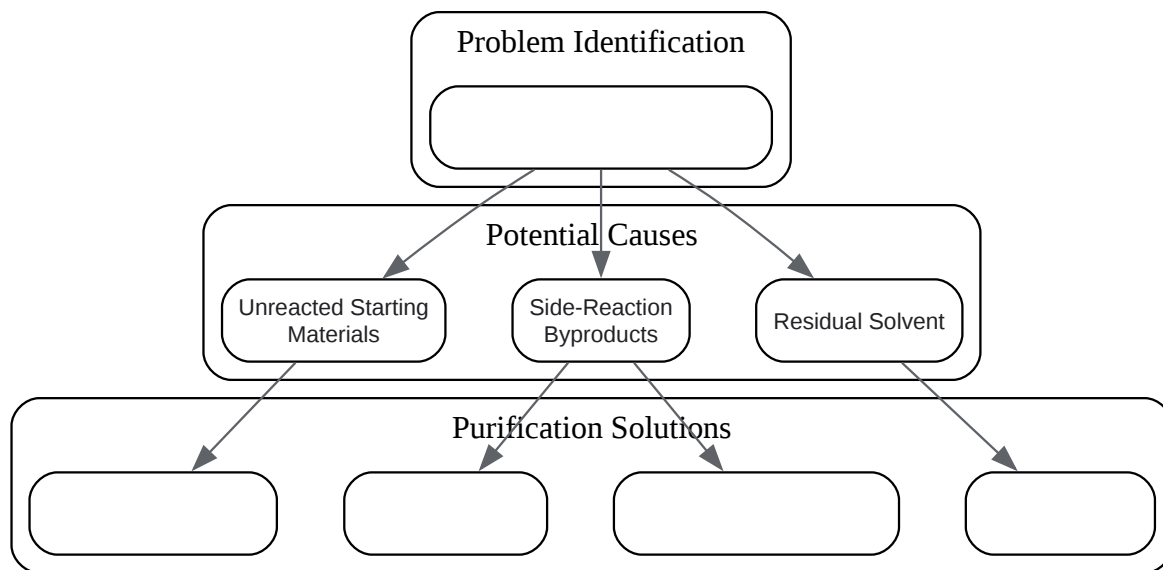 Problem Identification
Potential Causes
Unreacted Starting
Materials
Side-Reaction
Byproducts
Residual Solvent
Purification Solutions